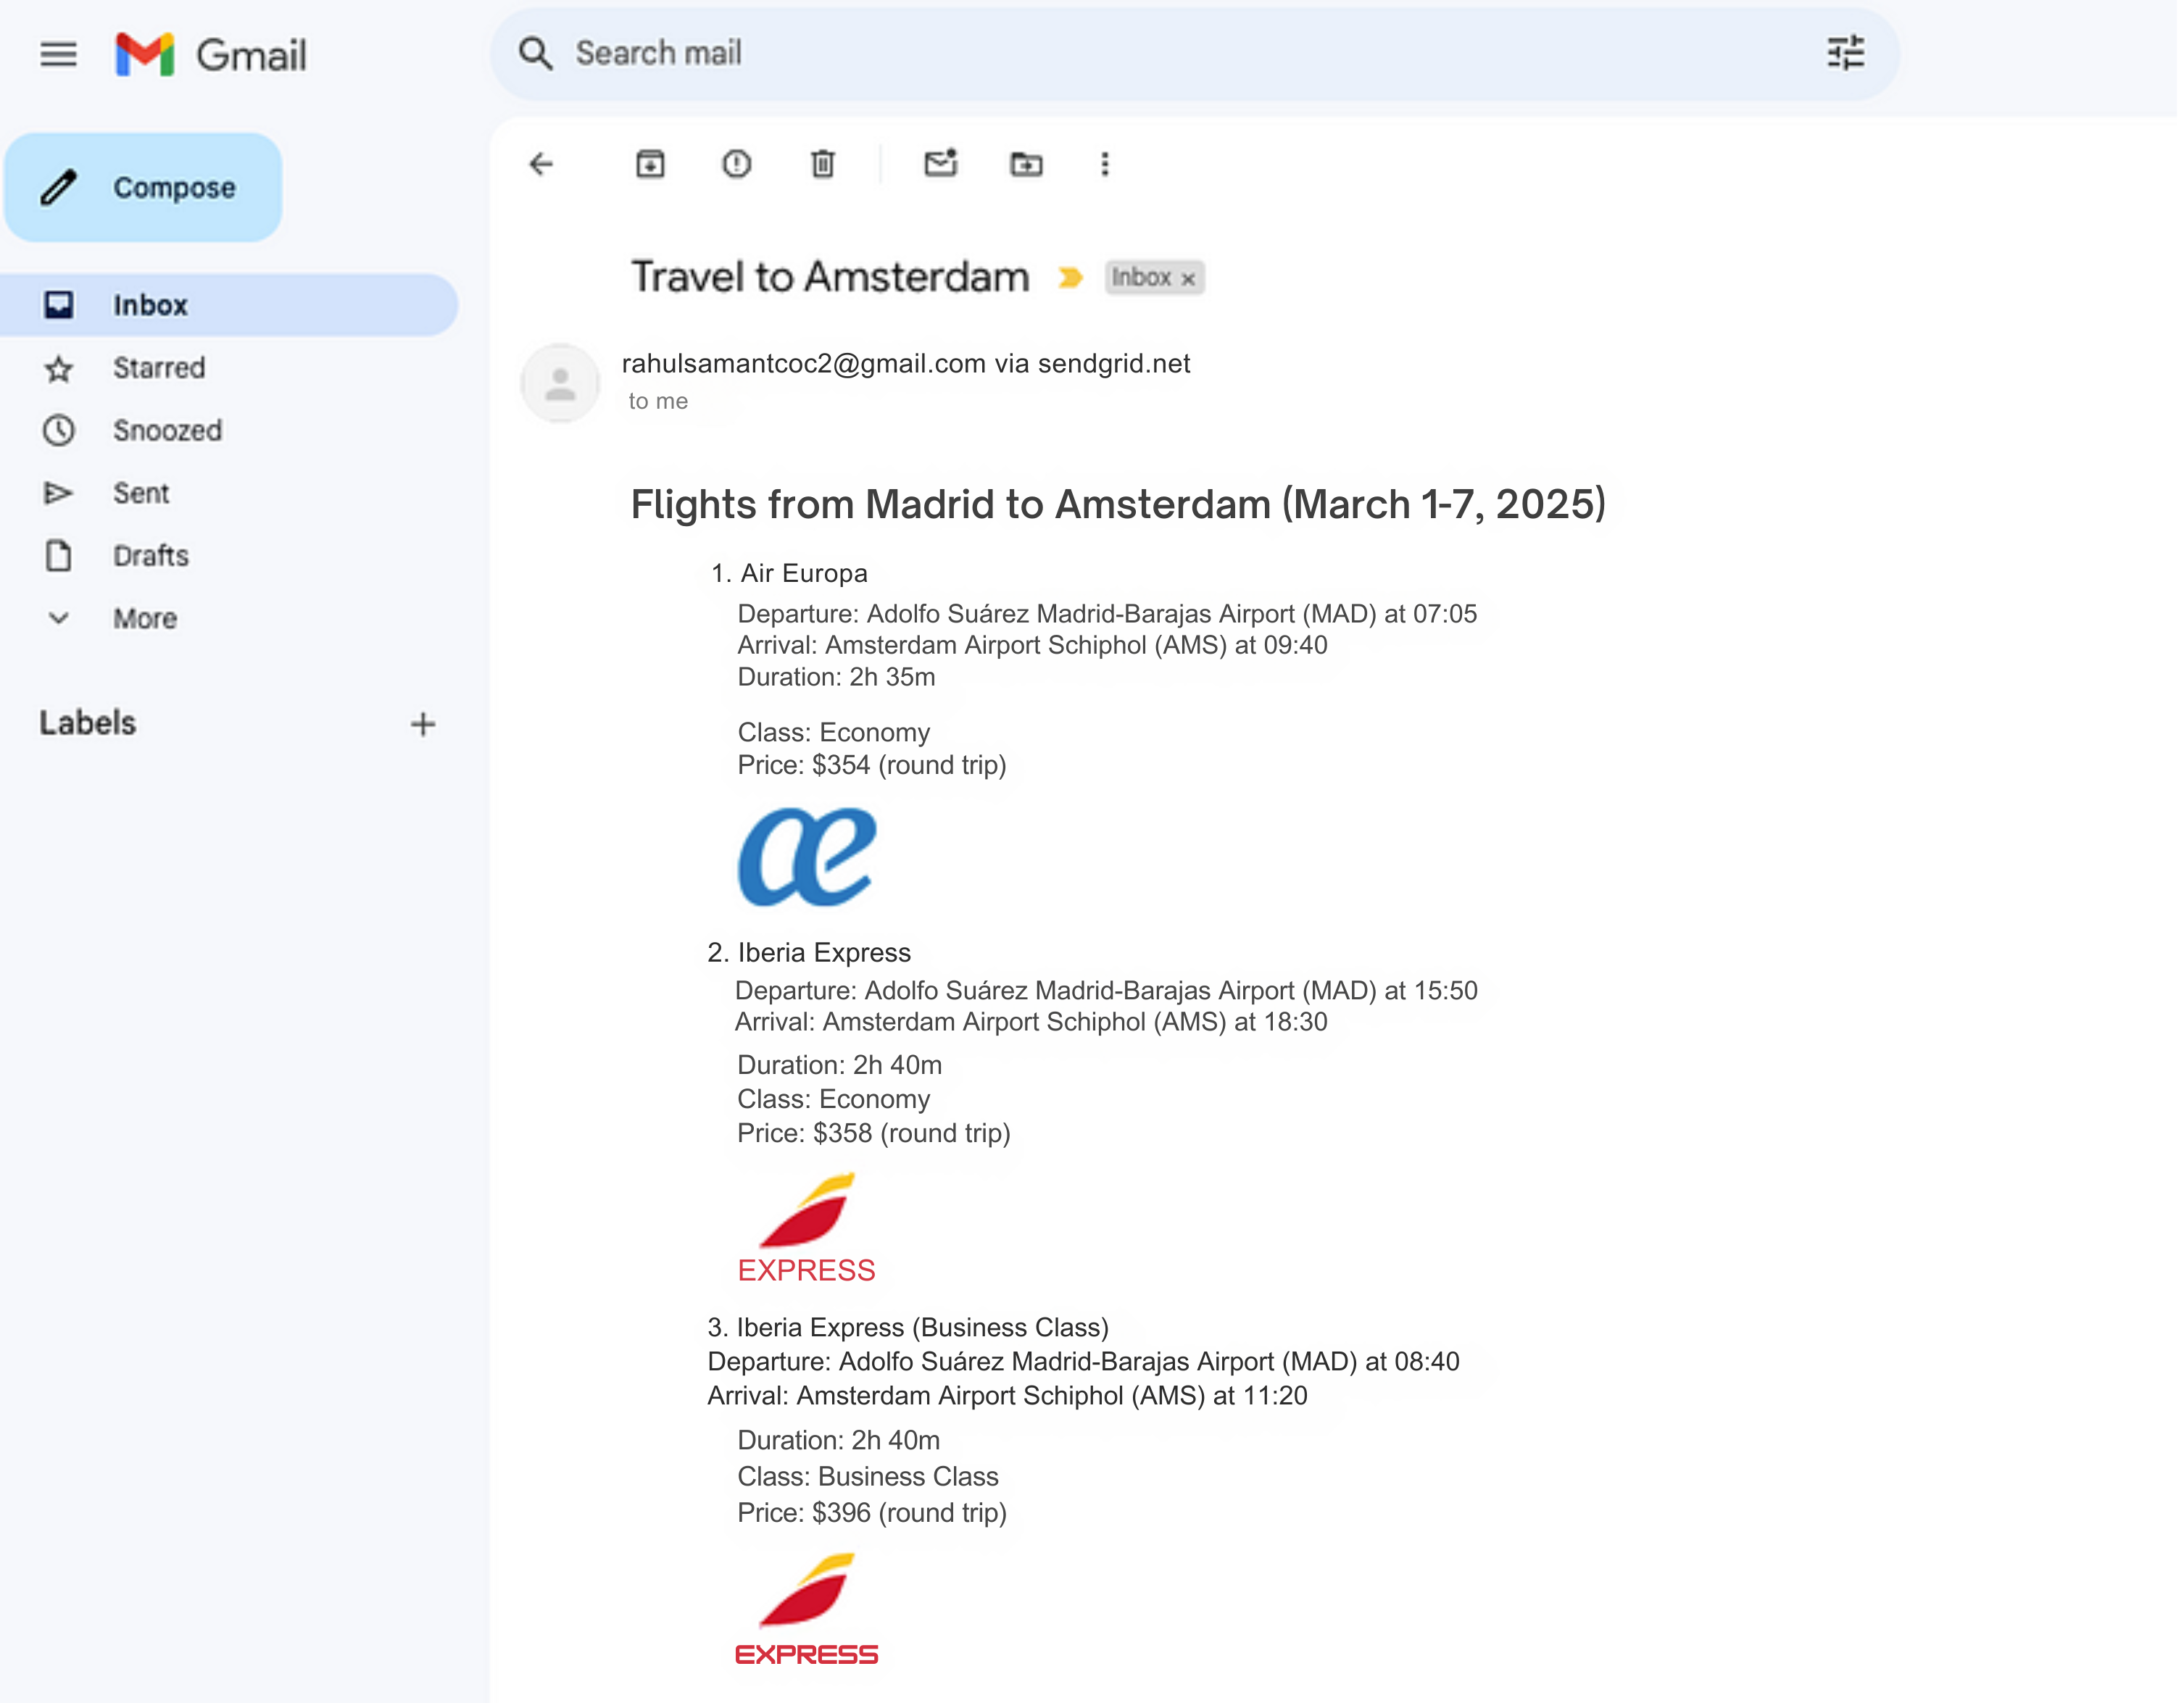 Gmail
Search mail
Compose
Inbox
Starred
Snoozed
Sent
Drafts
More
Labels
Travel to Amsterdam
Inbox x
rahulsamantcoc2@gmail.com via sendgrid.net
to me
Flights from Madrid to Amsterdam (March 1-7, 2025)
1. Air Europa
Departure: Adolfo Suárez Madrid-Barajas Airport (MAD) at 07:05
Arrival: Amsterdam Airport Schiphol (AMS) at 09:40
Duration: 2h 35m
Class: Economy
Price: $354 (round trip)
æ
2. Iberia Express
Departure: Adolfo Suárez Madrid-Barajas Airport (MAD) at 15:50
Arrival: Amsterdam Airport Schiphol (AMS) at 18:30
Duration: 2h 40m
Class: Economy
Price: $358 (round trip)
EXPRESS
3. Iberia Express (Business Class)
Departure: Adolfo Suárez Madrid-Barajas Airport (MAD) at 08:40
Arrival: Amsterdam Airport Schiphol (AMS) at 11:20
Duration: 2h 40m
Class: Business Class
Price: $396 (round trip)
EXPRESS